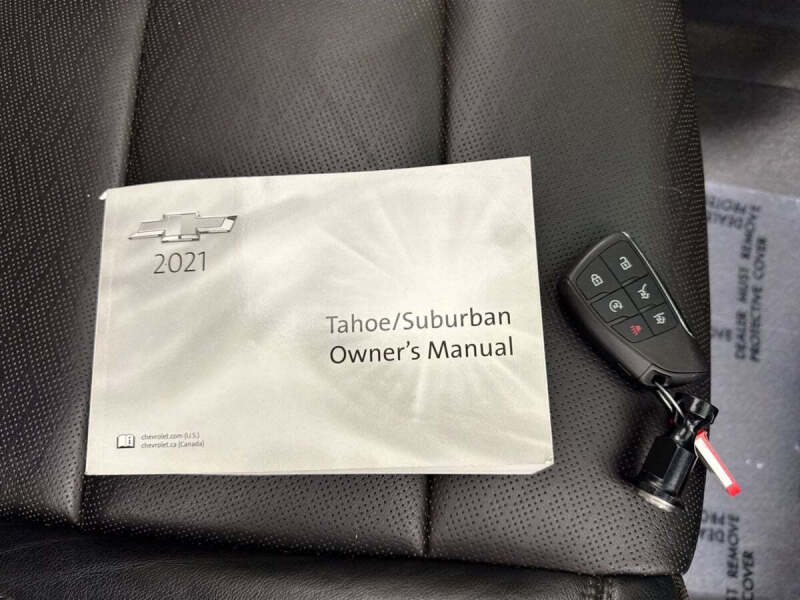 2021
Tahoe/Suburban
Owner's Manual
chevrolet.com (U.S.)
chevrolet.ca (Canada)
DEALER MUST REMOVE
PROTECTIVE COVER